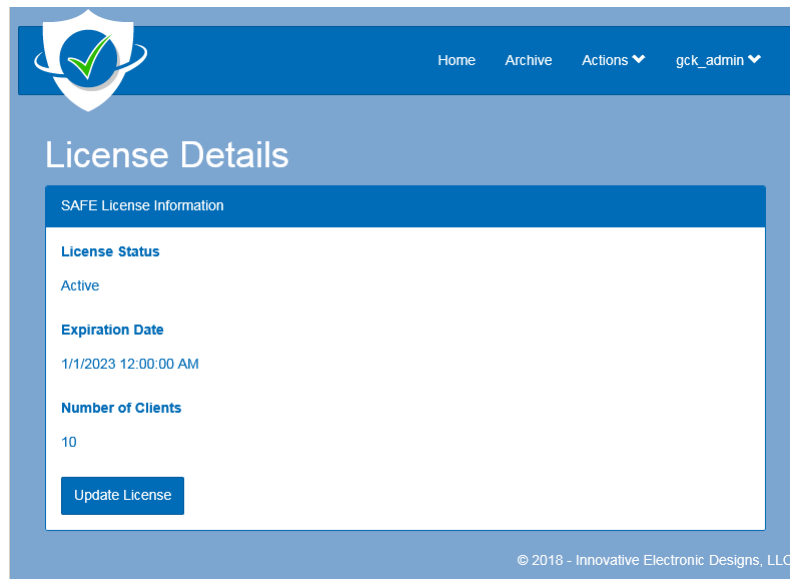 Home Archive Actions gck_admin
License Details
SAFE License Information
License Status
Active
Expiration Date
1/1/2023 12:00:00 AM
Number of Clients
10
Update License
© 2018 - Innovative Electronic Designs, LLC